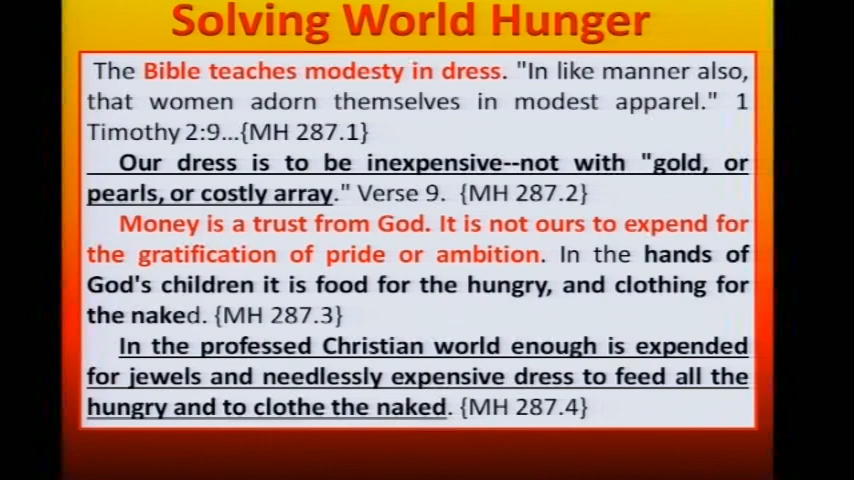 Solving World Hunger
The Bible teaches modesty in dress. "In like manner also,
that women adorn themselves in modest apparel." 1
Timothy 2:9...{MH 287.1}
Our dress is to be inexpensive--not with "gold, or
pearls, or costly array." Verse 9. {MH 287.2}
Money is a trust from God. It is not ours to expend for
the gratification of pride or ambition. In the hands of
God's children it is food for the hungry, and clothing for
the naked. {MH 287.3}
In the professed Christian world enough is expended
for jewels and needlessly expensive dress to feed all the
hungry and to clothe the naked. {MH 287.4}